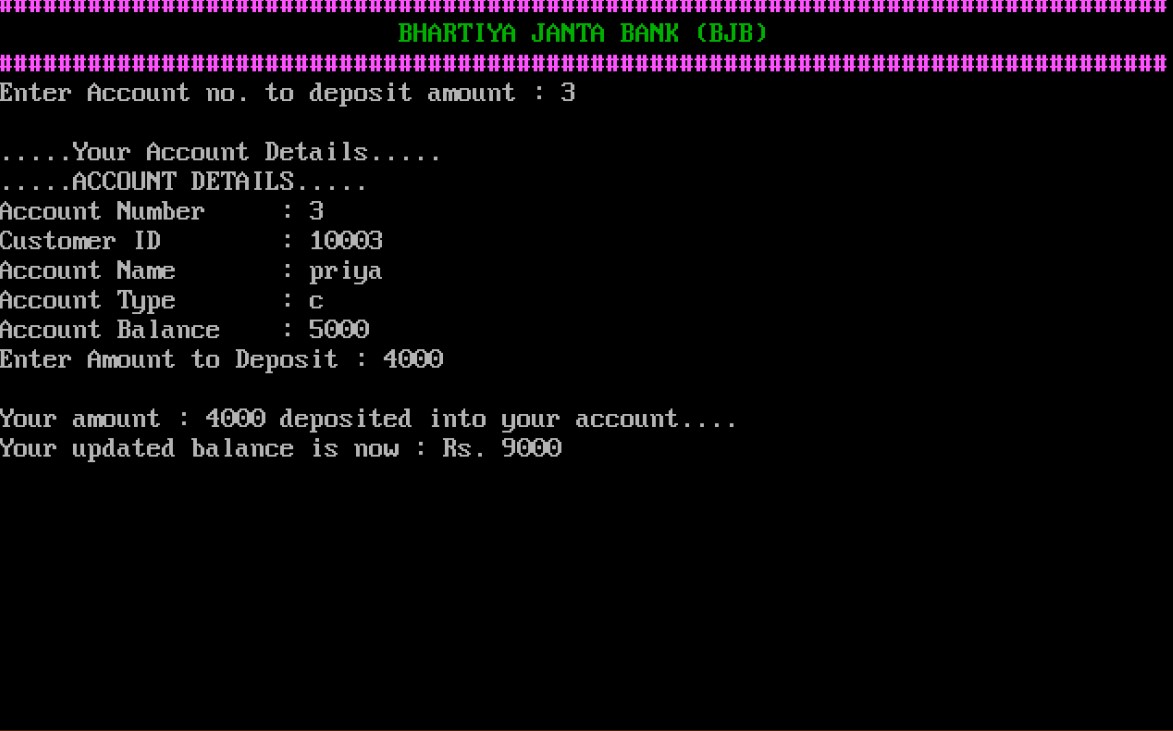 ################################################################################
BHARTIYA JANTA BANK (BJB)
################################################################################
Enter Account no. to deposit amount : 3
.....Your Account Details.....
.....ACCOUNT DETAILS.....
Account Number     : 3
Customer ID        : 10003
Account Name       : priya
Account Type       : c
Account Balance    : 5000
Enter Amount to Deposit : 4000
Your amount : 4000 deposited into your account....
Your updated balance is now : Rs. 9000